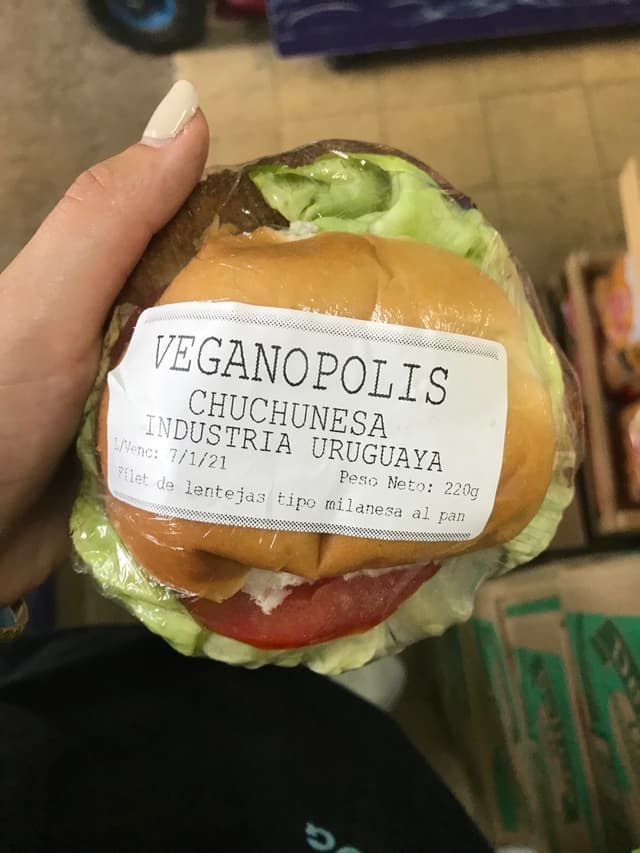 VEGANOPOLIS
CHUCHUNESA
INDUSTRIA URUGUAYA
L/Venc: 7/1/21
Peso Neto: 220g
Filet de lentejas tipo milanesa al pan